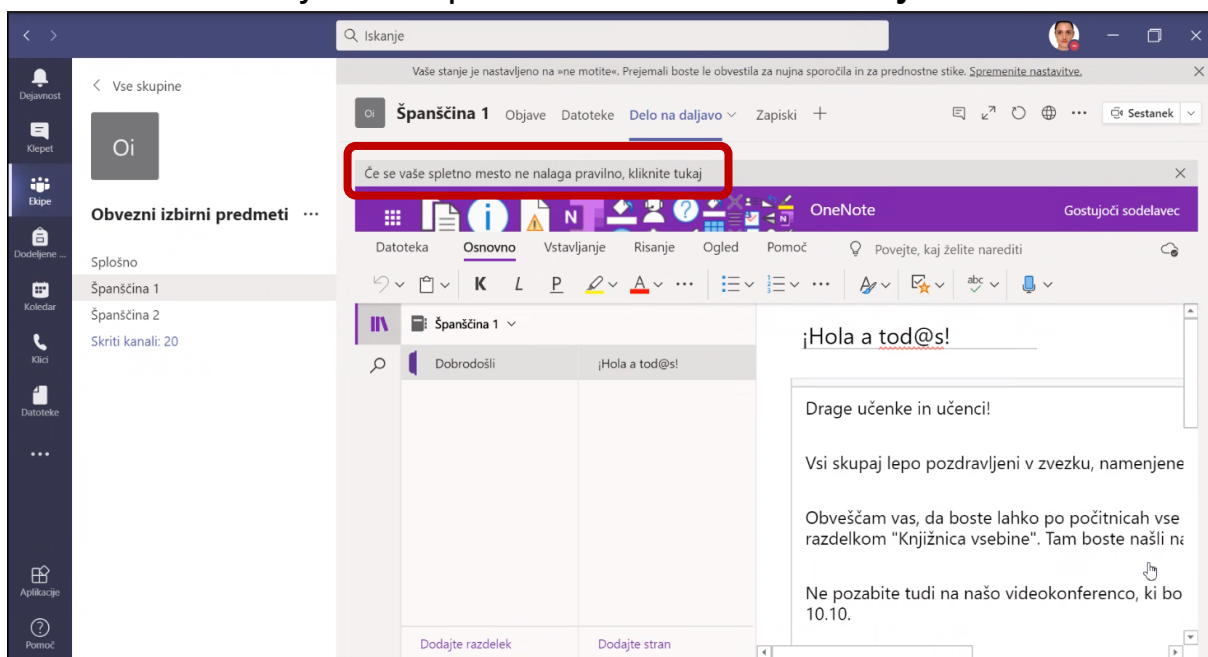 Iskanje
Vaše stanje je nastavljeno na »ne motite«. Prejemali boste le obvestila za nujna sporočila in za prednostne stike. Spremenite nastavitve.
Dejavnost
Klepet
Ekipe
Dodeljene ...
Koledar
Klici
Datoteke
Aplikacije
Pomoč
Vse skupine
Oi
Obvezni izbirni predmeti ...
Splošno
Španščina 1
Španščina 2
Skriti kanali: 20
Oi Španščina 1 Objave Datoteke Delo na daljavo Zapiski Sestanek
Če se vaše spletno mesto ne nalaga pravilno, kliknite tukaj
OneNote Gostujoči sodelavec
Datoteka Osnovno Vstavljanje Risanje Ogled Pomoč Povejte, kaj želite narediti
K L P A abc
Španščina 1
Dobrodošli ¡Hola a tod@s!
Dodajte razdelek Dodajte stran
¡Hola a tod@s!
Drage učenke in učenci!
Vsi skupaj lepo pozdravljeni v zvezku, namenjene
Obveščam vas, da boste lahko po počitnicah vse
razdelkom "Knjižnica vsebine". Tam boste našli na
Ne pozabite tudi na našo videokonferenco, ki bo
10.10.